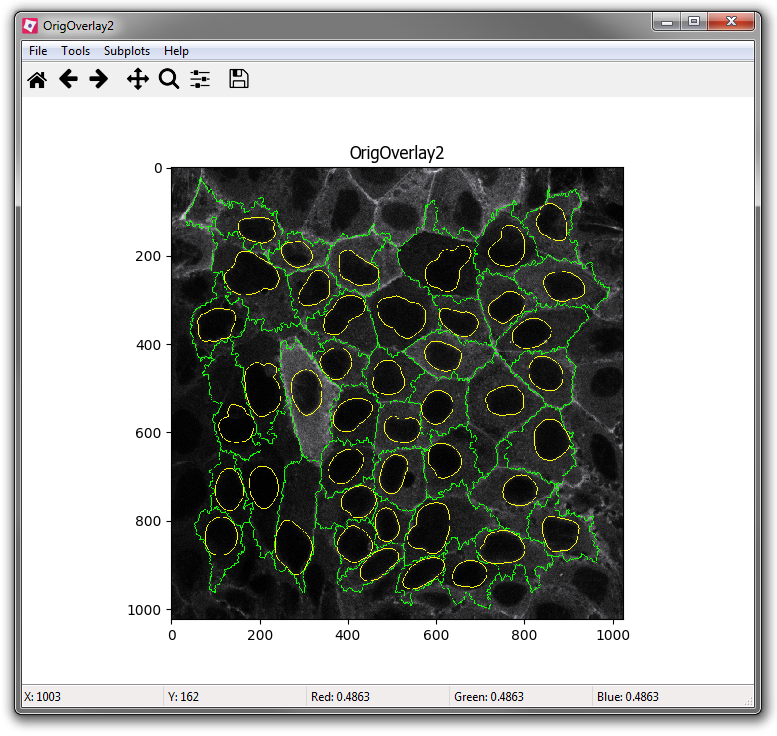 OrigOverlay2
File Tools Subplots Help
OrigOverlay2
0
200
400
600
800
1000
0 200 400 600 800 1000
X: 1003 Y: 162 Red: 0.4863 Green: 0.4863 Blue: 0.4863